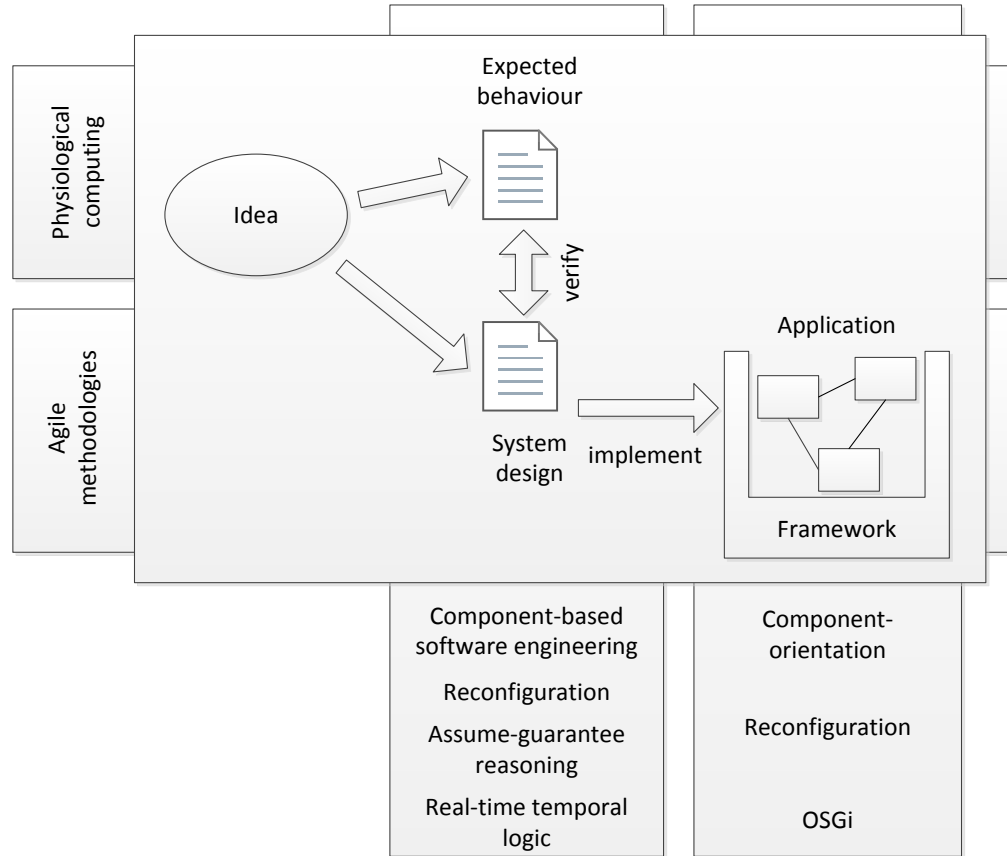 Physiological
computing
Agile
methodologies
Expected
behaviour
Idea
verify
System
design
implement
Application
Framework
Component-based
software engineering
Reconfiguration
Assume-guarantee
reasoning
Real-time temporal
logic
Component-
orientation
Reconfiguration
OSGi